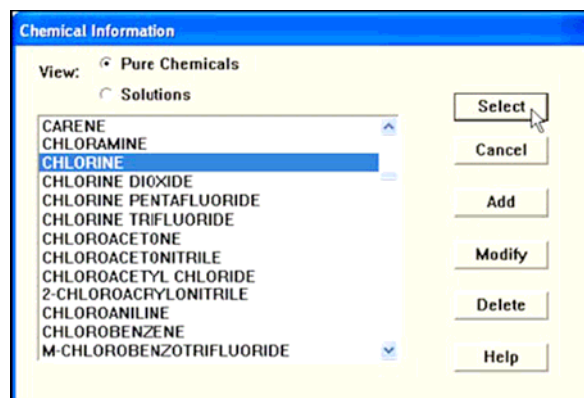 Chemical Information
View:
Pure Chemicals
Solutions
CARENE
CHLORAMINE
CHLORINE
CHLORINE DIOXIDE
CHLORINE PENTAFLUORIDE
CHLORINE TRIFLUORIDE
CHLOROACETONE
CHLOROACETONITRILE
CHLOROACETYL CHLORIDE
2-CHLOROACRYLONITRILE
CHLOROANILINE
CHLOROBENZENE
M-CHLOROBENZOTRIFLUORIDE
Select
Cancel
Add
Modify
Delete
Help